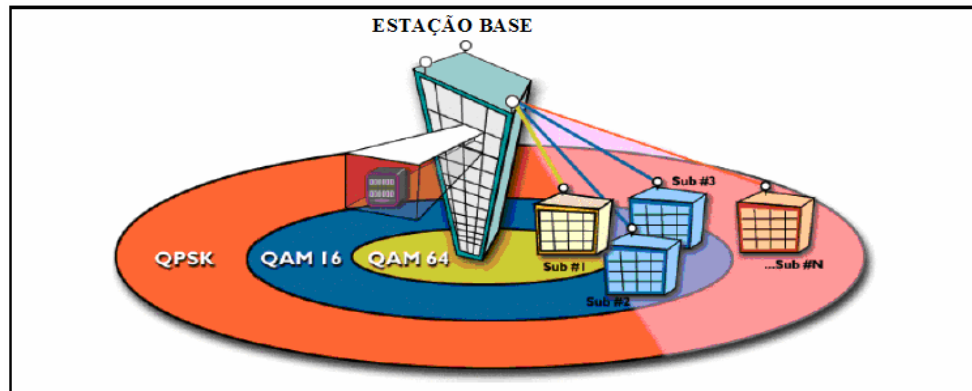 ESTAÇÃO BASE
Sub #3
QPSK
QAM 16
QAM 64
Sub #1
...Sub #N
Sub #2